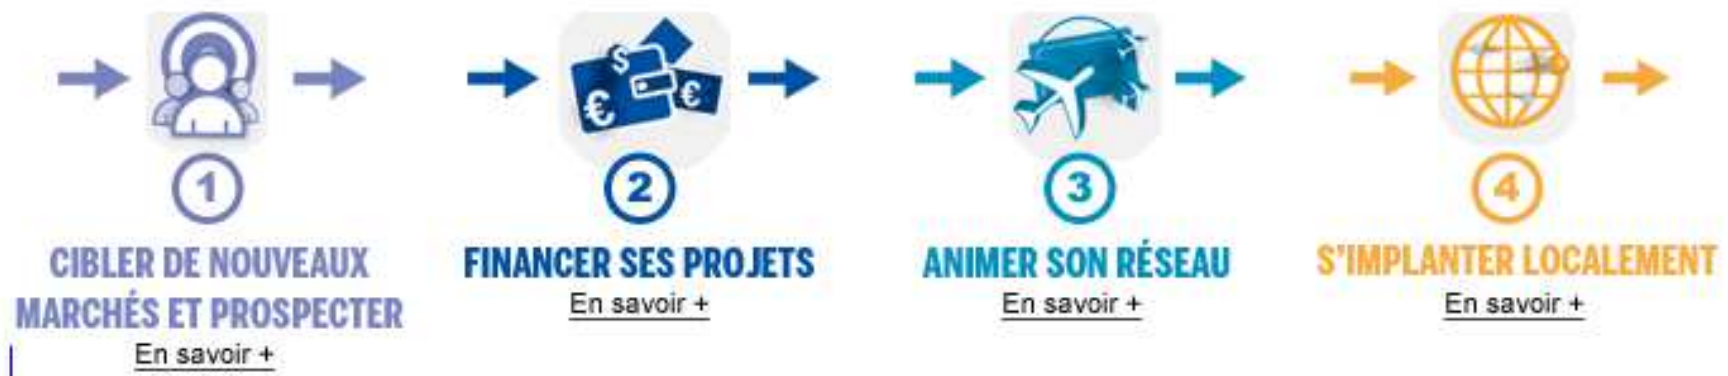 1
CIBLER DE NOUVEAUX
MARCHÉS ET PROSPECTER
En savoir +
$
€
€
2
FINANCER SES PROJETS
En savoir +
3
ANIMER SON RÉSEAU
En savoir +
4
S'IMPLANTER LOCALEMENT
En savoir +